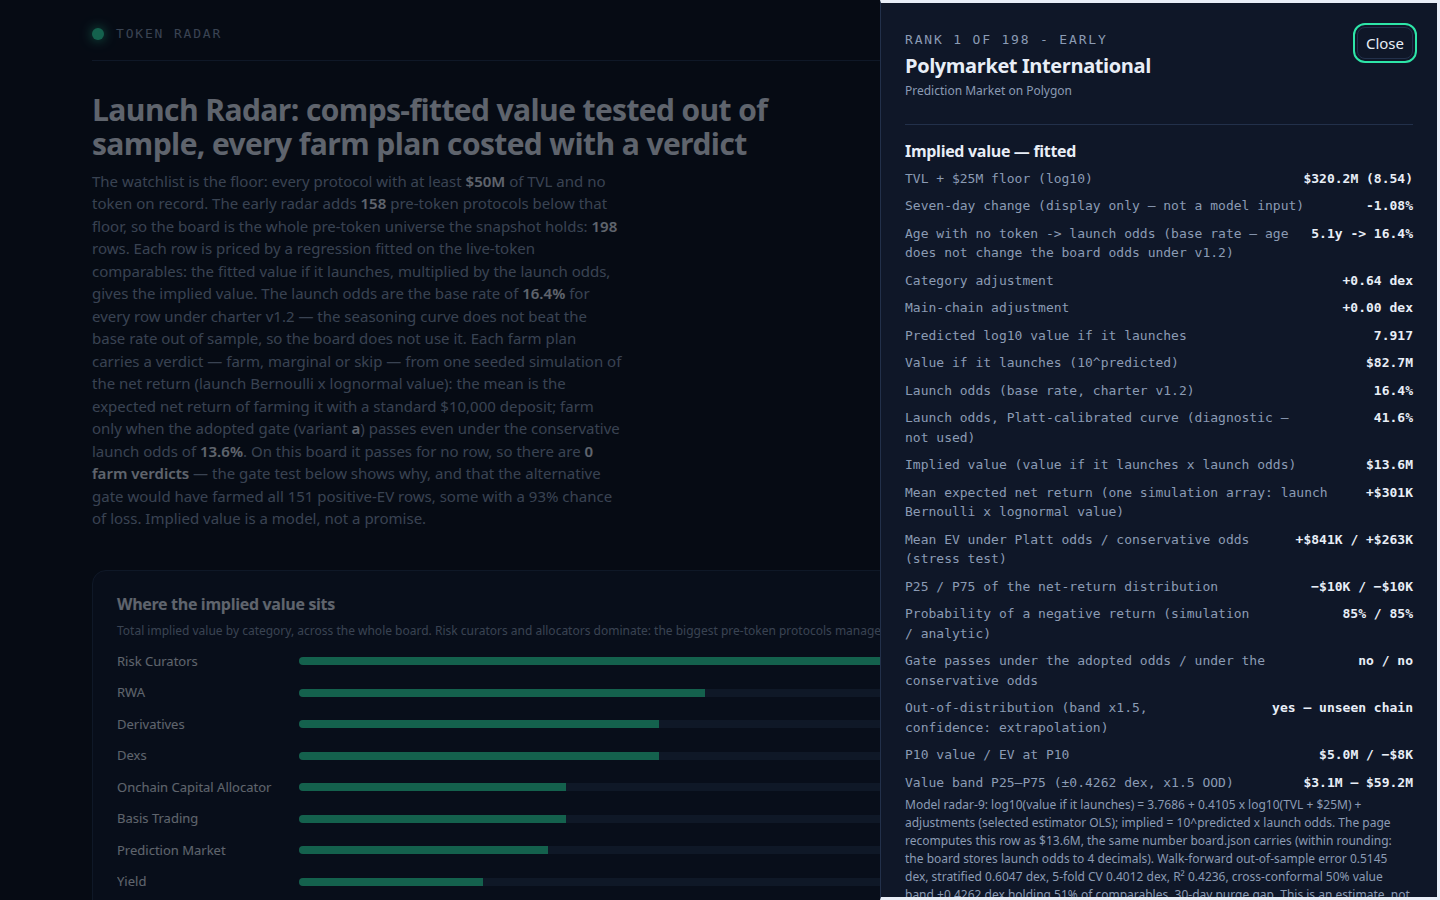 TOKEN RADAR
Launch Radar: comps-fitted value tested out of
sample, every farm plan costed with a verdict
The watchlist is the floor: every protocol with at least $50M of TVL and no
token on record. The early radar adds 158 pre-token protocols below that
floor, so the board is the whole pre-token universe the snapshot holds: 198
rows. Each row is priced by a regression fitted on the live-token
comparables: the fitted value if it launches, multiplied by the launch odds,
gives the implied value. The launch odds are the base rate of 16.4% for
every row under charter v1.2 — the seasoning curve does not beat the
base rate out of sample, so the board does not use it. Each farm plan
carries a verdict — farm, marginal or skip — from one seeded simulation of
the net return (launch Bernoulli x lognormal value): the mean is the
expected net return of farming it with a standard $10,000 deposit; farm
only when the adopted gate (variant a) passes even under the conservative
launch odds of 13.6%. On this board it passes for no row, so there are 0
farm verdicts — the gate test below shows why, and that the alternative
gate would have farmed all 151 positive-EV rows, some with a 93% chance
of loss. Implied value is a model, not a promise.
Where the implied value sits
Total implied value by category, across the whole board. Risk curators and allocators dominate: the biggest pre-token protocols manage
Risk Curators
RWA
Derivatives
Dexs
Onchain Capital Allocator
Basis Trading
Prediction Market
Yield
RANK 1 OF 198 - EARLY
Close
Polymarket International
Prediction Market on Polygon
Implied value — fitted
TVL + $25M floor (log10) $320.2M (8.54)
Seven-day change (display only — not a model input) -1.08%
Age with no token -> launch odds (base rate — age 5.1y -> 16.4%
does not change the board odds under v1.2)
Category adjustment +0.64 dex
Main-chain adjustment +0.00 dex
Predicted log10 value if it launches 7.917
Value if it launches (10^predicted) $82.7M
Launch odds (base rate, charter v1.2) 16.4%
Launch odds, Platt-calibrated curve (diagnostic — 41.6%
not used)
Implied value (value if it launches x launch odds) $13.6M
Mean expected net return (one simulation array: launch +$301K
Bernoulli x lognormal value)
Mean EV under Platt odds / conservative odds +$841K / +$263K
(stress test)
P25 / P75 of the net-return distribution −$10K / −$10K
Probability of a negative return (simulation 85% / 85%
/ analytic)
Gate passes under the adopted odds / under the no / no
conservative odds
Out-of-distribution (band x1.5, yes — unseen chain
confidence: extrapolation)
P10 value / EV at P10 $5.0M / −$8K
Value band P25–P75 (±0.4262 dex, x1.5 OOD) $3.1M – $59.2M
Model radar-9: log10(value if it launches) = 3.7686 + 0.4105 x log10(TVL + $25M) +
adjustments (selected estimator OLS); implied = 10^predicted x launch odds. The page
recomputes this row as $13.6M, the same number board.json carries (within rounding:
the board stores launch odds to 4 decimals). Walk-forward out-of-sample error 0.5145
dex, stratified 0.6047 dex, 5-fold CV 0.4012 dex, R² 0.4236, cross-conformal 50% value
band ±0.4262 dex holding 51% of comparables, 30-day purge gap. This is an estimate, not